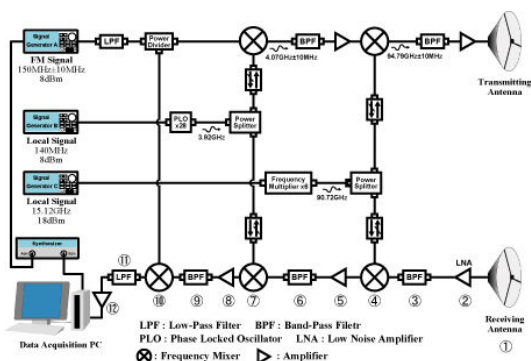 Signal
Generator A
FM Signal
150MHz±10MHz
8dBm
LPF
Power
Divider
4.07GHz±10MHz
BPF
94.79GHz±10MHz
BPF
Transmitting
Antenna
Signal
Generator B
Local Signal
140MHz
8dBm
PLO
x28
3.92GHz
Power
Splitter
Signal
Generator C
Local Signal
15.12GHz
18dBm
Frequency
Multiplier x6
90.72GHz
Power
Splitter
Synthesizer
⑪
LPF
⑫
⑩
BPF
⑨
⑧
⑦
BPF
⑥
⑤
④
BPF
③
LNA
②
Receiving
Antenna
①
Data Acquisition PC
LPF : Low-Pass Filter BPF : Band-Pass Filetr
PLO : Phase Locked Oscillator LNA : Low Noise Amplifier
: Frequency Mixer : Amplifier